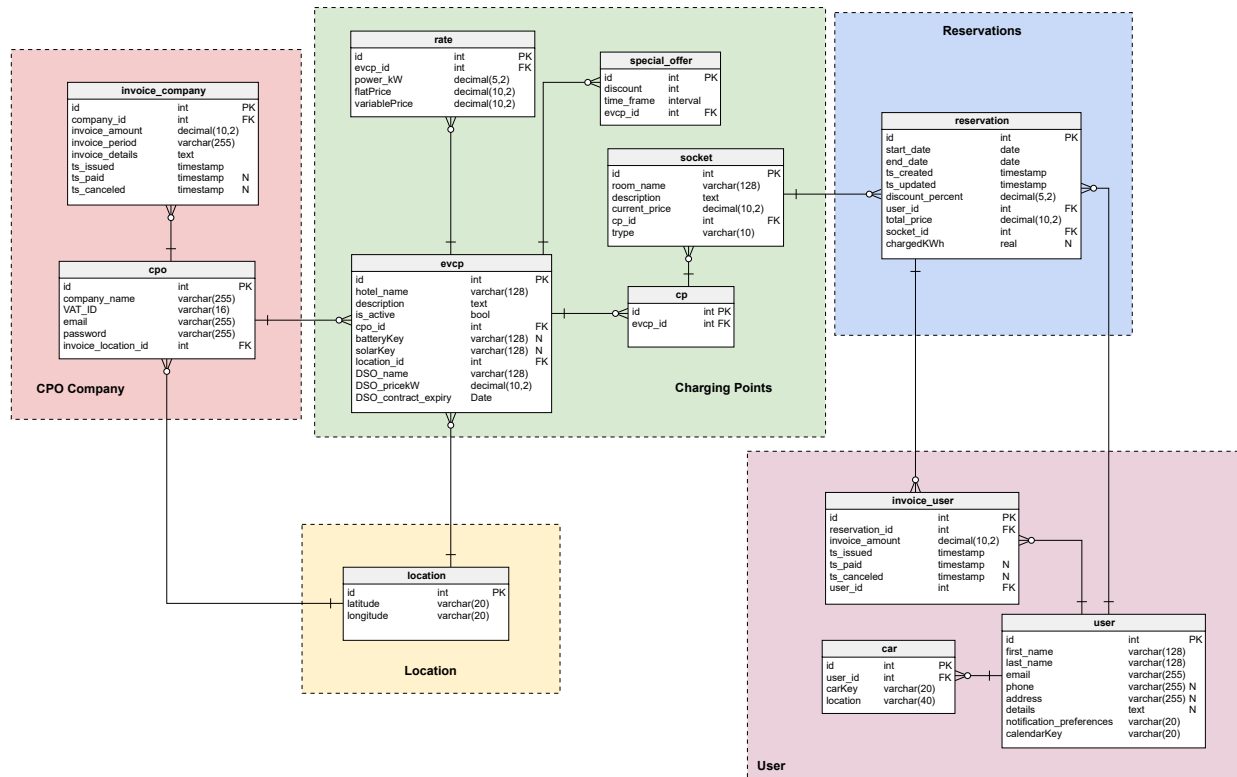 Reservations
rate
id int PK
evcp_id int FK
power_kW decimal(5,2)
flatPrice decimal(10,2)
variablePrice decimal(10,2)
special_offer
id int PK
discount int
time_frame interval
evcp_id int FK
invoice_company
id int PK
company_id int FK
invoice_amount decimal(10,2)
invoice_period varchar(255)
invoice_details text
ts_issued timestamp
ts_paid timestamp N
ts_canceled timestamp N
reservation
id int PK
start_date date
end_date date
ts_created timestamp
ts_updated timestamp
discount_percent decimal(5,2)
user_id int FK
total_price decimal(10,2)
socket_id int FK
chargedKWh real N
socket
id int PK
room_name varchar(128)
description text
current_price decimal(10,2)
cp_id int FK
trype varchar(10)
cpo
id int PK
company_name varchar(255)
VAT_ID varchar(16)
email varchar(255)
password varchar(255)
invoice_location_id int FK
CPO Company
evcp
id int PK
hotel_name varchar(128)
description text
is_active bool
cpo_id int FK
batteryKey varchar(128) N
solarKey varchar(128) N
location_id int FK
DSO_name varchar(128)
DSO_pricekW decimal(10,2)
DSO_contract_expiry Date
cp
id int PK
evcp_id int FK
Charging Points
invoice_user
id int PK
reservation_id int FK
invoice_amount decimal(10,2)
ts_issued timestamp
ts_paid timestamp N
ts_canceled timestamp N
user_id int FK
location
id int PK
latitude varchar(20)
longitude varchar(20)
Location
car
id int PK
user_id int FK
carKey varchar(20)
location varchar(40)
user
id int PK
first_name varchar(128)
last_name varchar(128)
email varchar(255)
phone varchar(255) N
address varchar(255) N
details text N
notification_preferences varchar(20)
calendarKey varchar(20)
User